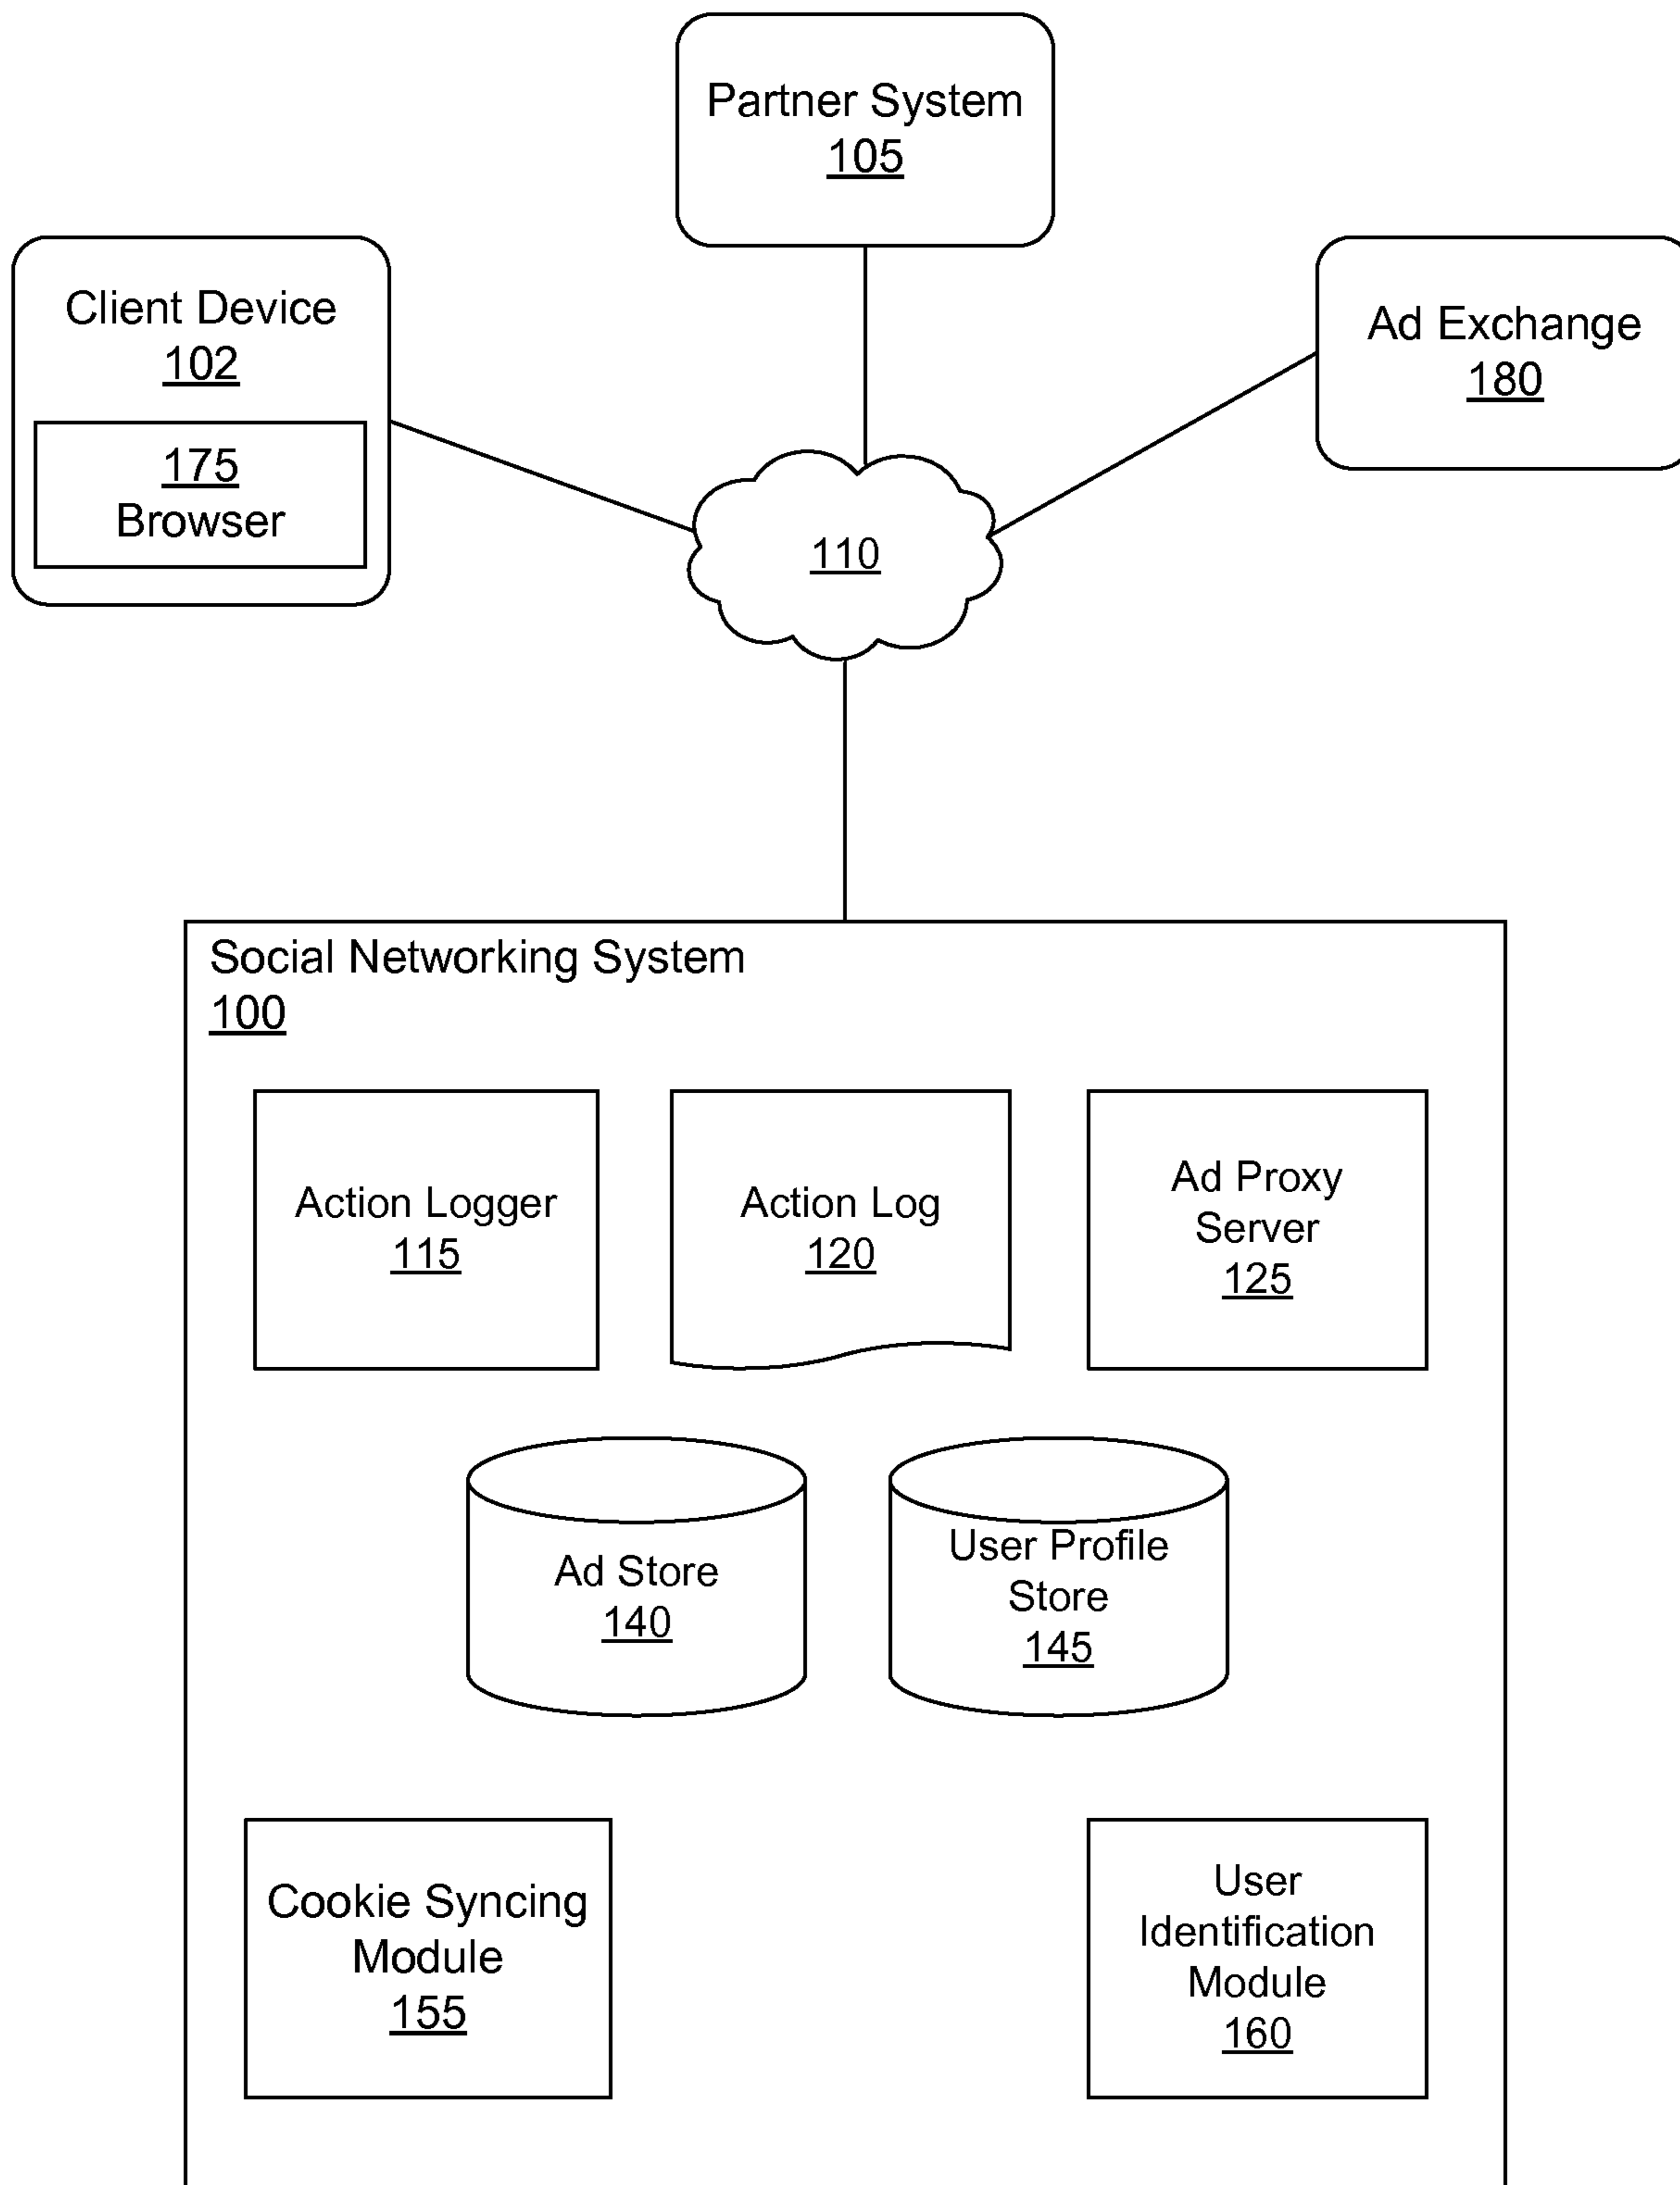 Partner System
105
Client Device
102
175
Browser
Ad Exchange
180
110
Social Networking System
100
Action Logger
115
Action Log
120
Ad Proxy
Server
125
Ad Store
140
User Profile
Store
145
Cookie Syncing
Module
155
User
Identification
Module
160